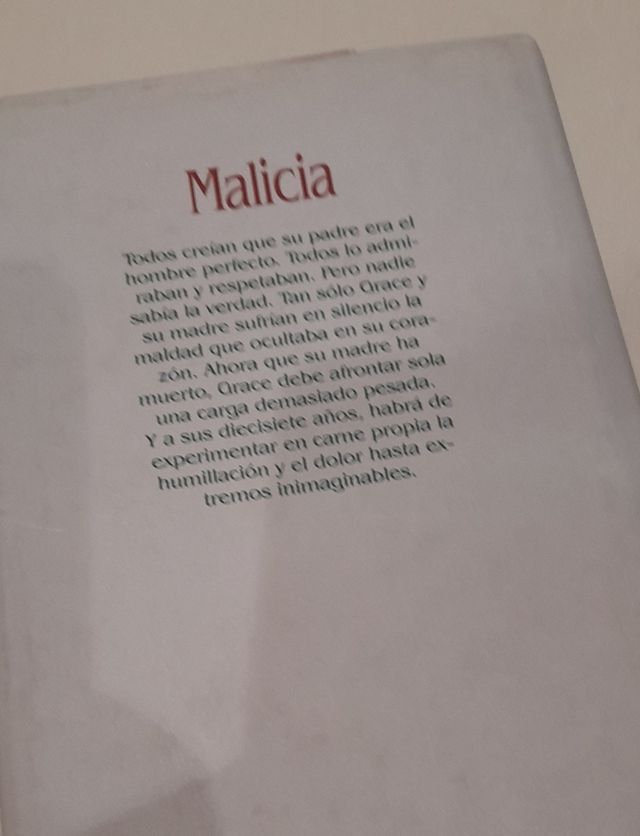 Malicia
Todos creían que su padre era el
hombre perfecto. Todos lo admi-
raban y respetaban. Pero nadie
sabía la verdad. Tan sólo Grace y
su madre sufrían en silencio la
maldad que ocultaba en su cora-
zón. Ahora que su madre ha
muerto, Grace debe afrontar sola
una carga demasiado pesada.
Y a sus diecisiete años, habrá de
experimentar en carne propia la
humillación y el dolor hasta ex-
tremos inimaginables.